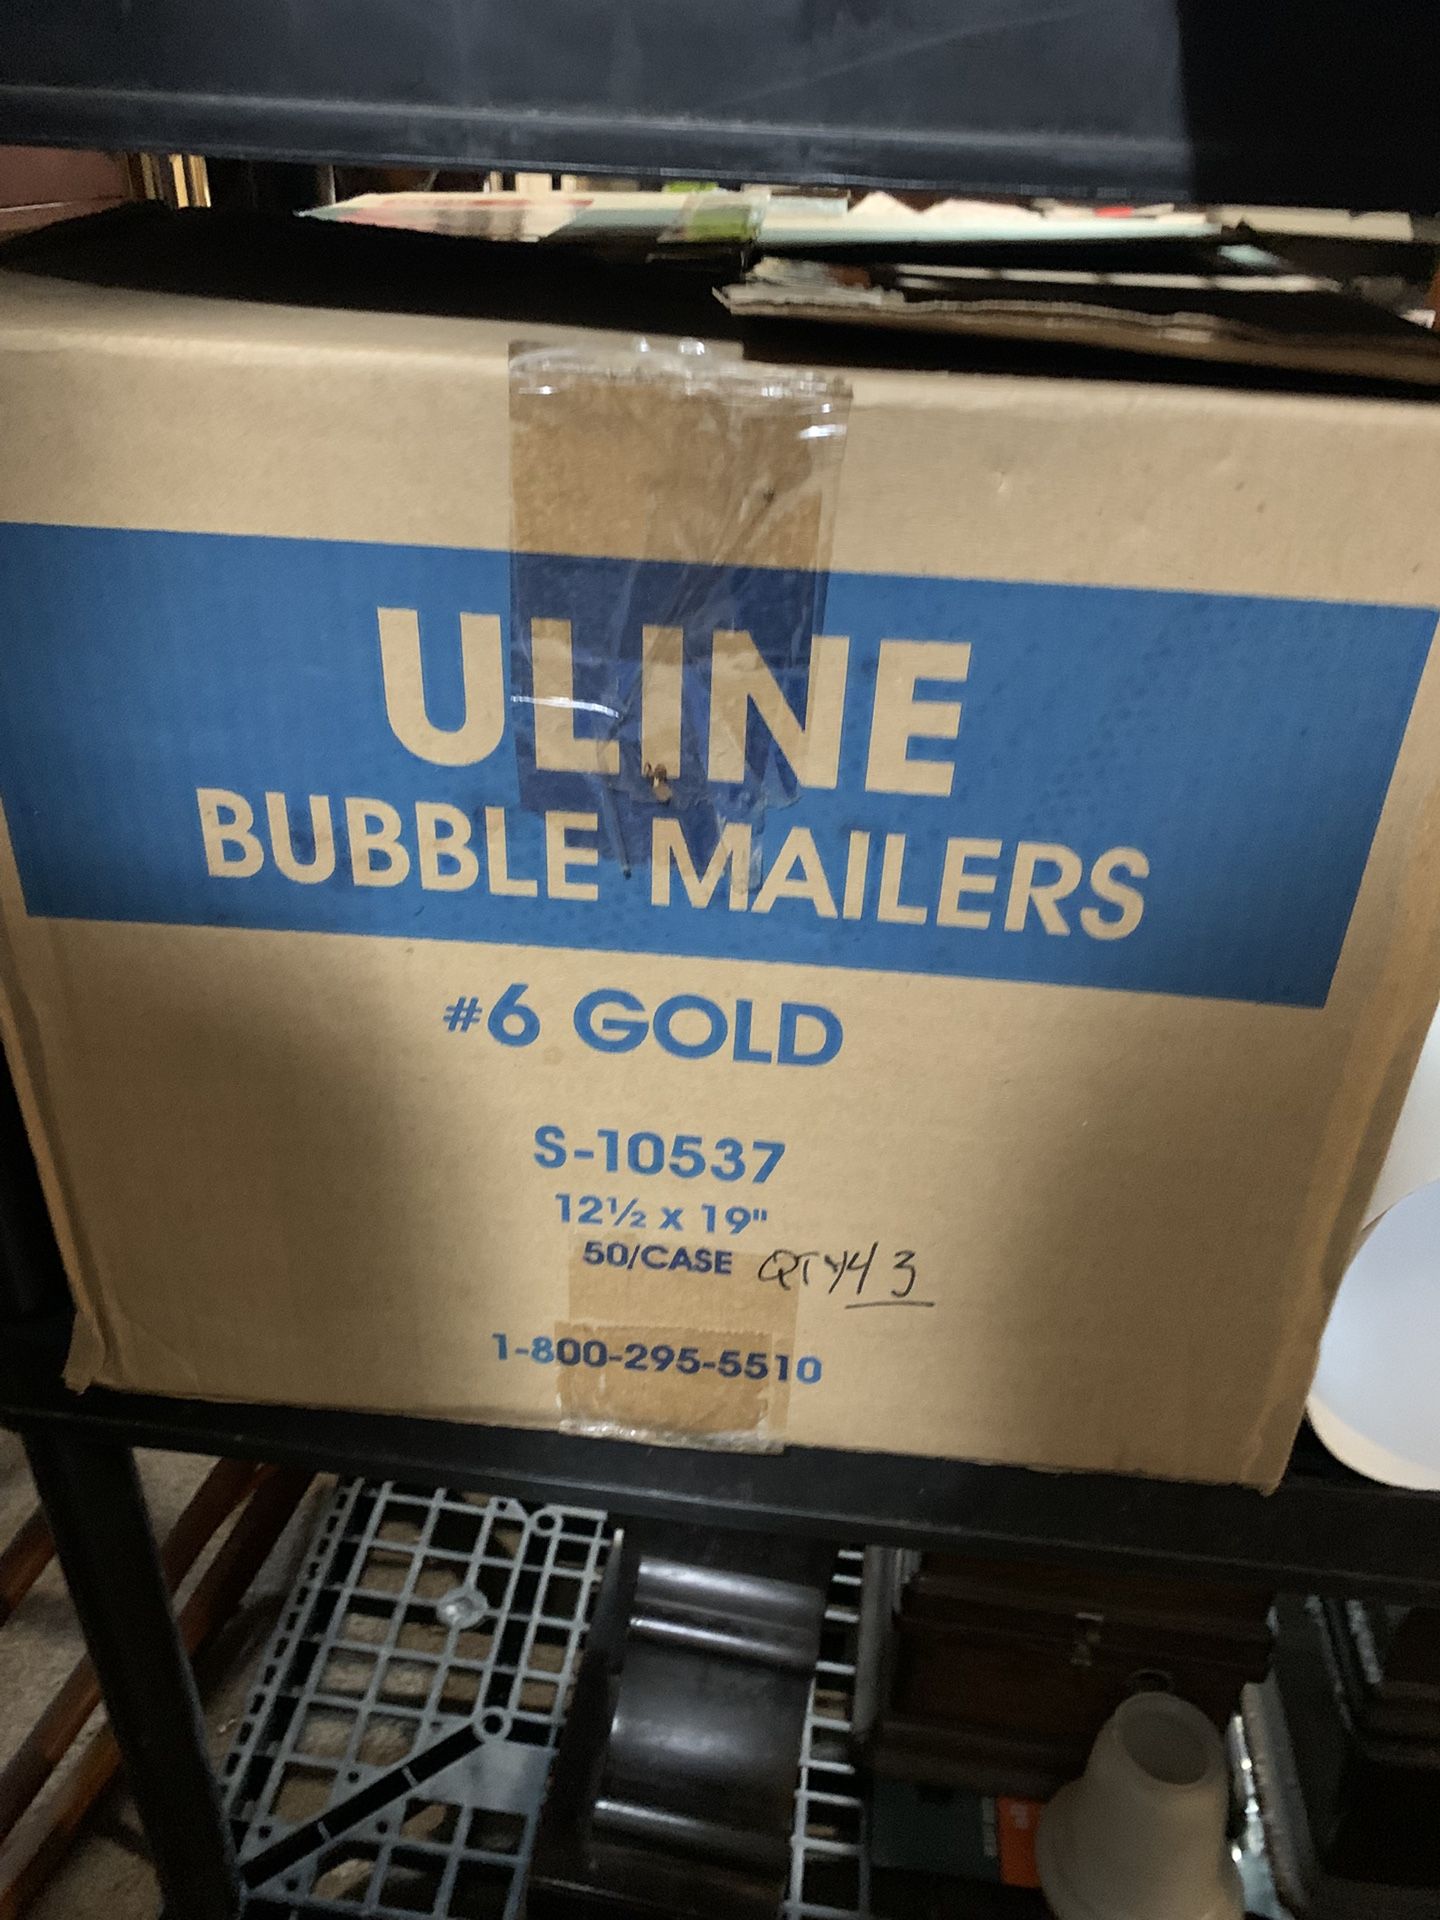 ULINE
BUBBLE MAILERS
#6 GOLD
S-10537
12½ x 19"
50/CASE QTY 43
1-800-295-5510